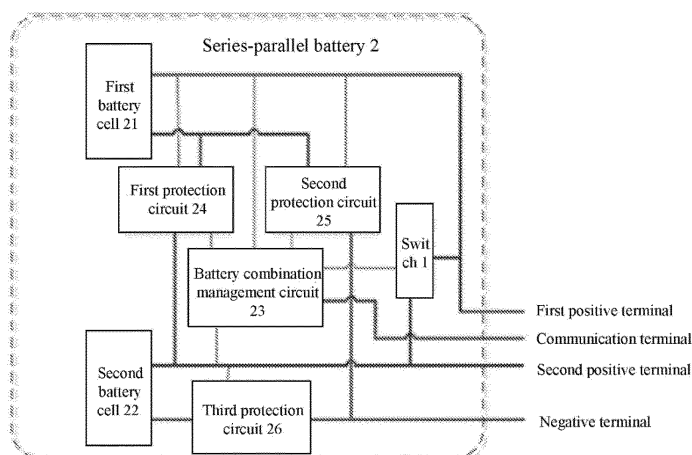 Series-parallel battery 2
First
battery
cell 21
First protection
circuit 24
Second
protection circuit
25
Swit
ch 1
Battery combination
management circuit
23
First positive terminal
Communication terminal
Second positive terminal
Second
battery
cell 22
Third protection
circuit 26
Negative terminal